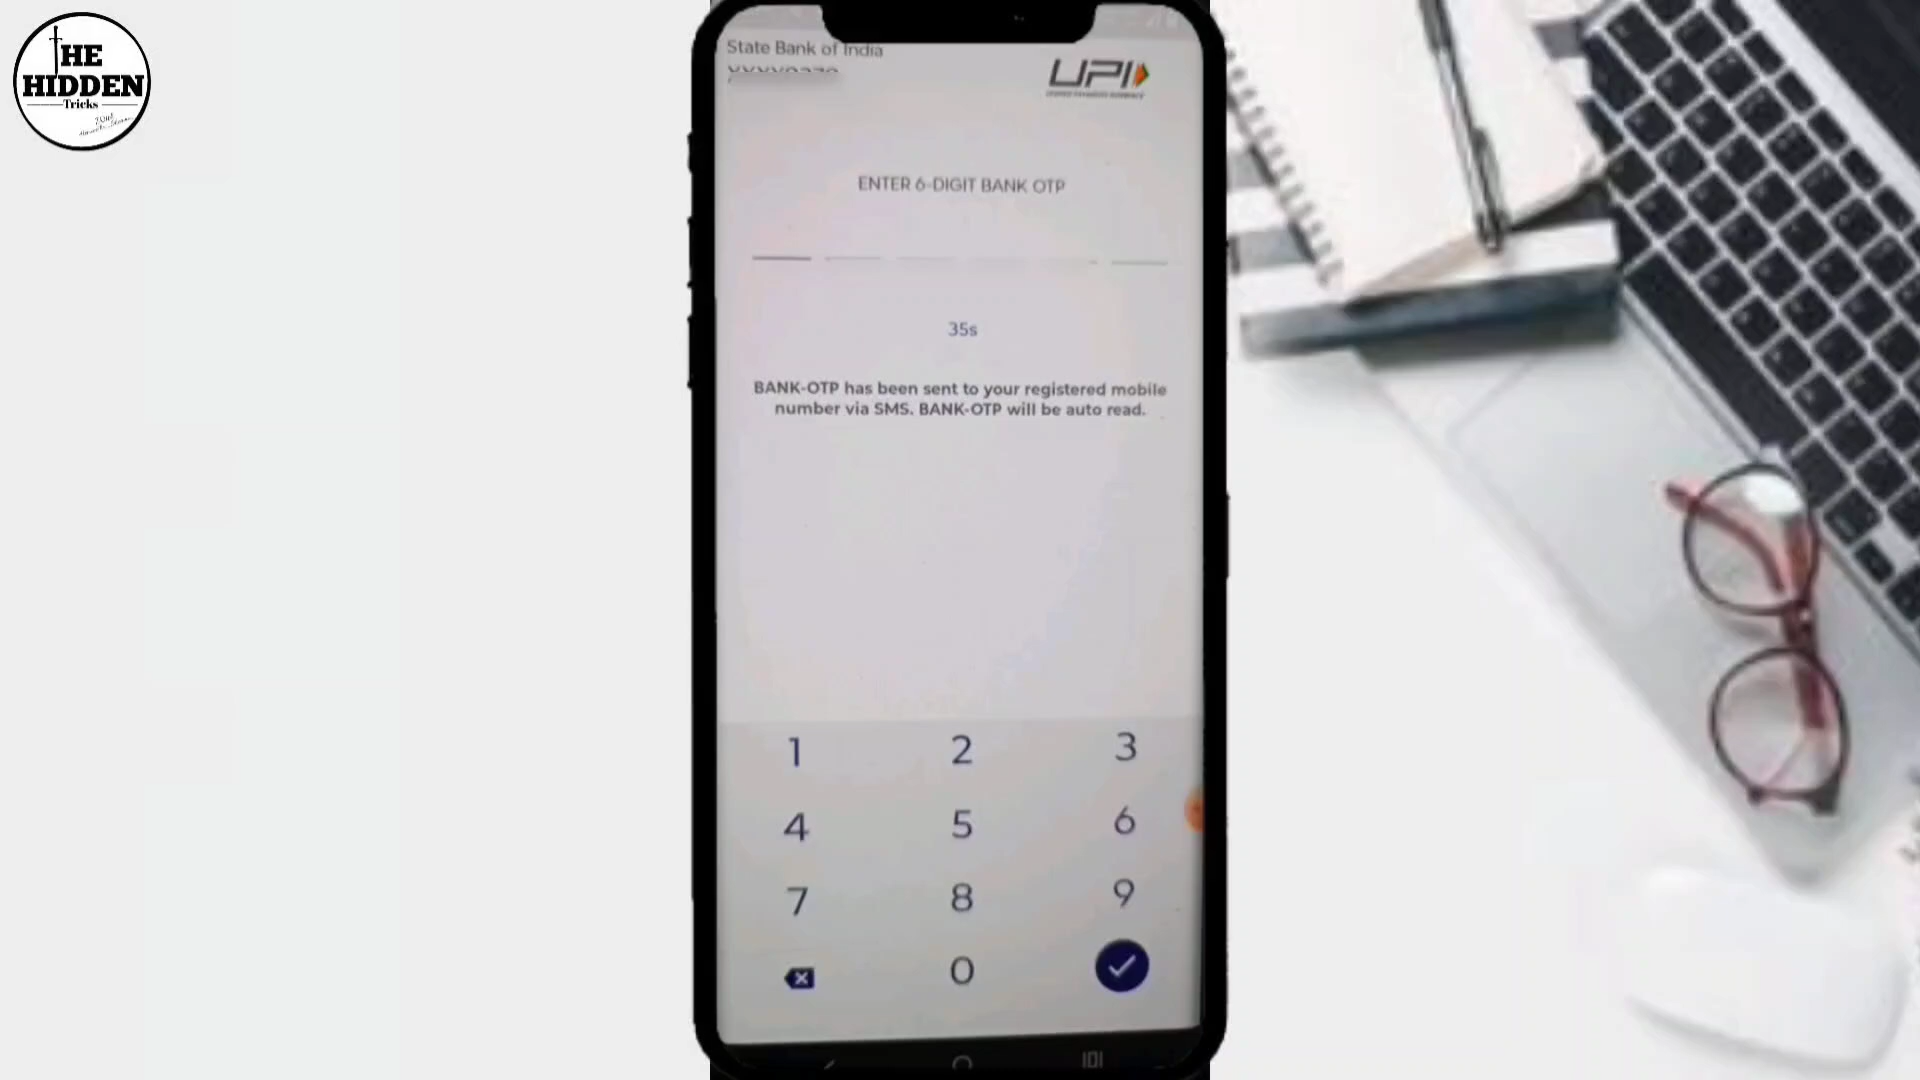 THE
HIDDEN
Tricks
State Bank of India
UPI
ENTER 6-DIGIT BANK OTP
35s
BANK-OTP has been sent to your registered mobile
number via SMS. BANK-OTP will be auto read.
1 2 3
4 5 6
7 8 9
0